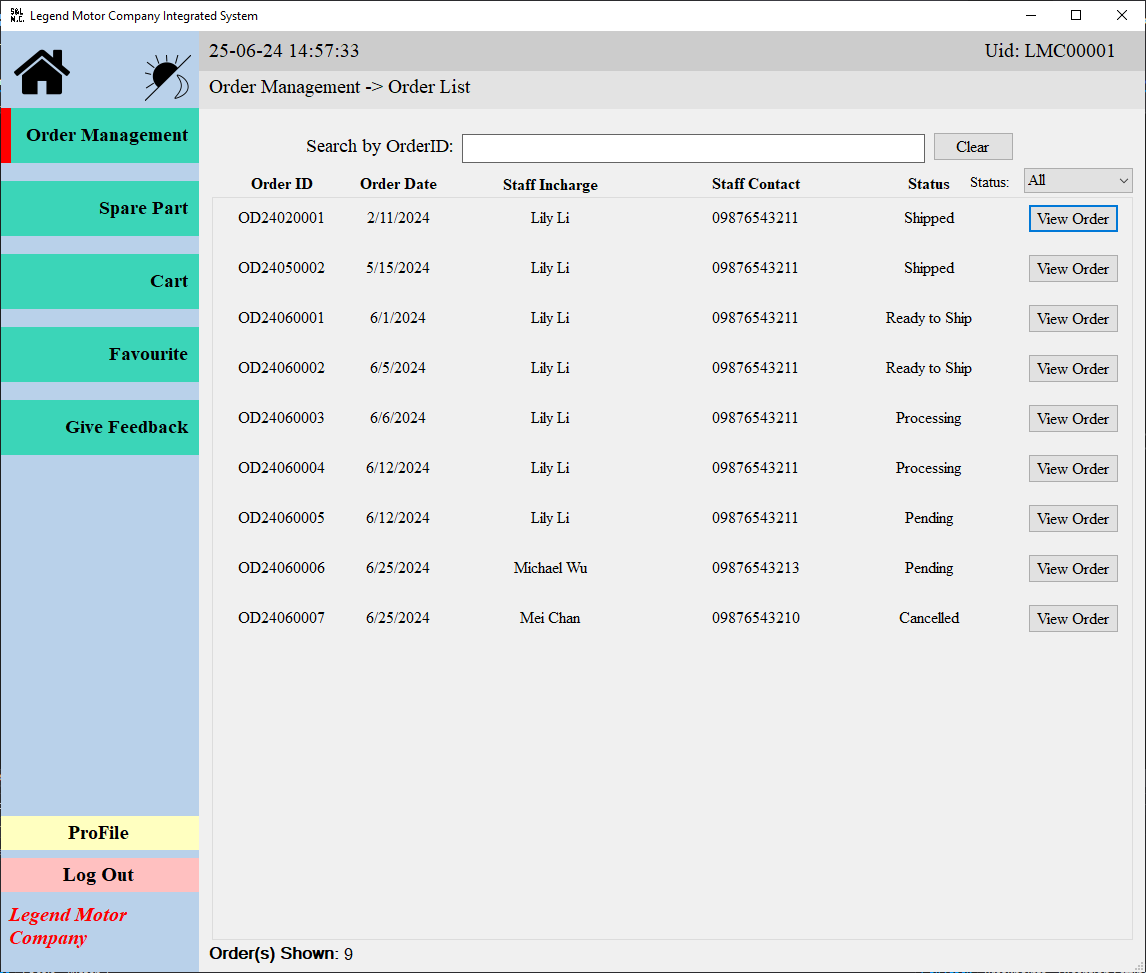 S&L
M.C. Legend Motor Company Integrated System
25-06-24 14:57:33 Uid: LMC00001
Order Management -> Order List
Order Management
Spare Part
Cart
Favourite
Give Feedback
ProFile
Log Out
Legend Motor
Company
Search by OrderID: Clear
Order ID Order Date Staff Incharge Staff Contact Status Status: All
OD24020001 2/11/2024 Lily Li 09876543211 Shipped View Order
OD24050002 5/15/2024 Lily Li 09876543211 Shipped View Order
OD24060001 6/1/2024 Lily Li 09876543211 Ready to Ship View Order
OD24060002 6/5/2024 Lily Li 09876543211 Ready to Ship View Order
OD24060003 6/6/2024 Lily Li 09876543211 Processing View Order
OD24060004 6/12/2024 Lily Li 09876543211 Processing View Order
OD24060005 6/12/2024 Lily Li 09876543211 Pending View Order
OD24060006 6/25/2024 Michael Wu 09876543213 Pending View Order
OD24060007 6/25/2024 Mei Chan 09876543210 Cancelled View Order
Order(s) Shown: 9